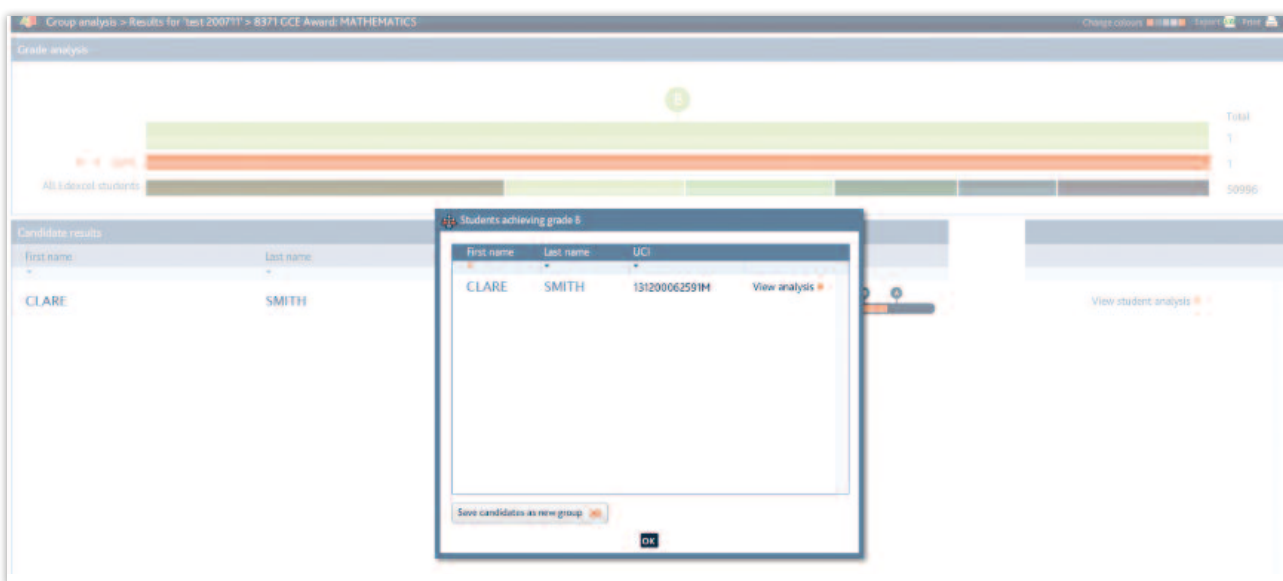 Group analysis > Results for 'test 200711' > 8371 GCE Award: MATHEMATICS Change colours Export Print
Grade analysis
B
Total
1
1
All Edexcel students 50986
Candidate results
First name Last name
CLARE SMITH View student analysis
Students achieving grade B
First name Last name UCI
CLARE SMITH 131200062591M View analysis
Save candidates as new group
OK